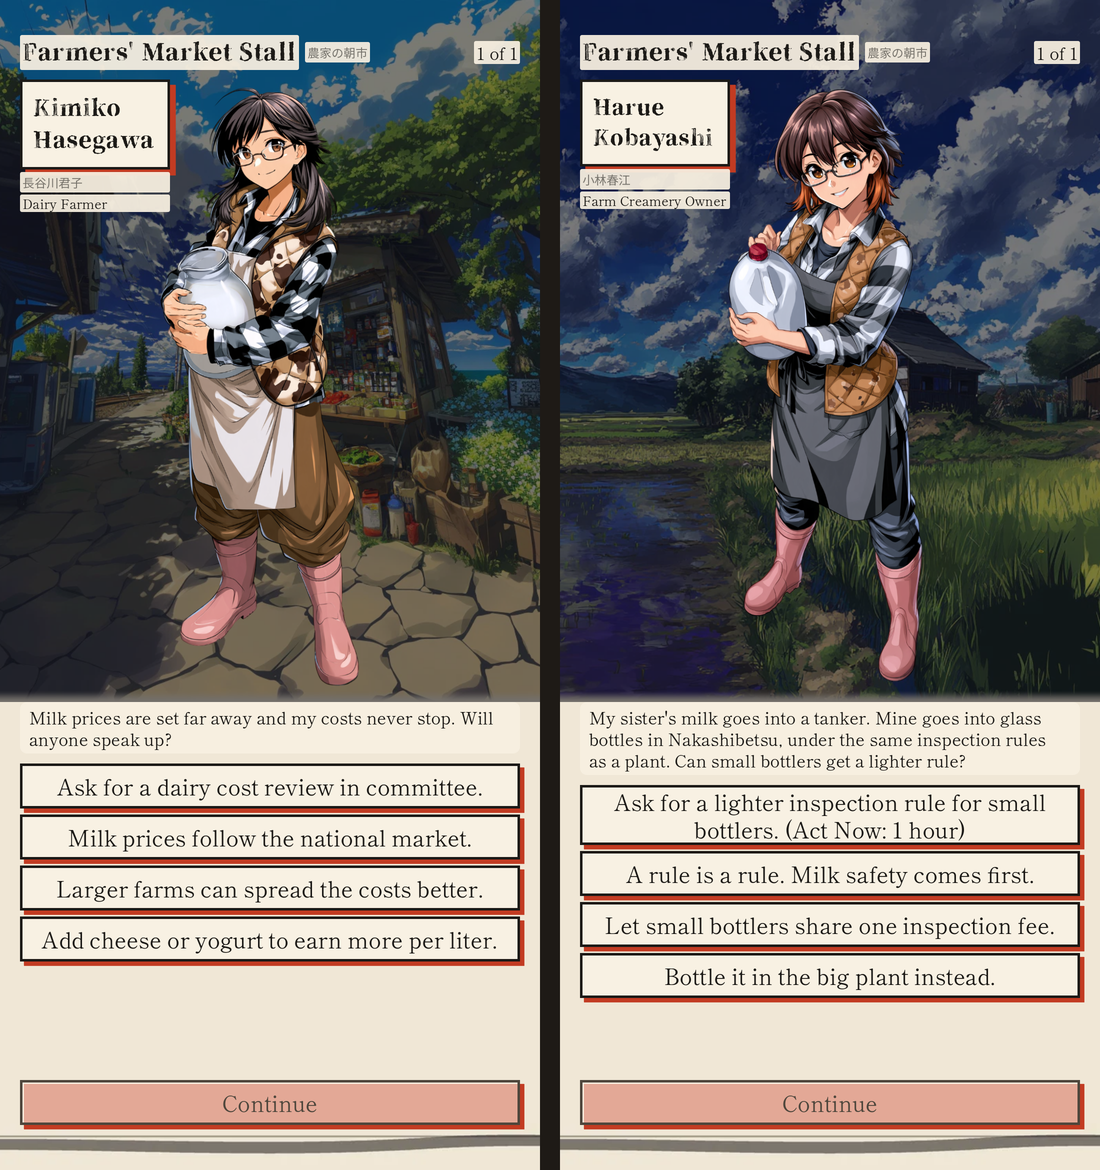 Farmers' Market Stall
農家の朝市
1 of 1
Kimiko
Hasegawa
長谷川君子
Dairy Farmer
Milk prices are set far away and my costs never stop. Will
anyone speak up?
Ask for a dairy cost review in committee.
Milk prices follow the national market.
Larger farms can spread the costs better.
Add cheese or yogurt to earn more per liter.
Continue
Farmers' Market Stall
農家の朝市
1 of 1
Harue
Kobayashi
小林春江
Farm Creamery Owner
My sister's milk goes into a tanker. Mine goes into glass
bottles in Nakashibetsu, under the same inspection rules
as a plant. Can small bottlers get a lighter rule?
Ask for a lighter inspection rule for small
bottlers. (Act Now: 1 hour)
A rule is a rule. Milk safety comes first.
Let small bottlers share one inspection fee.
Bottle it in the big plant instead.
Continue